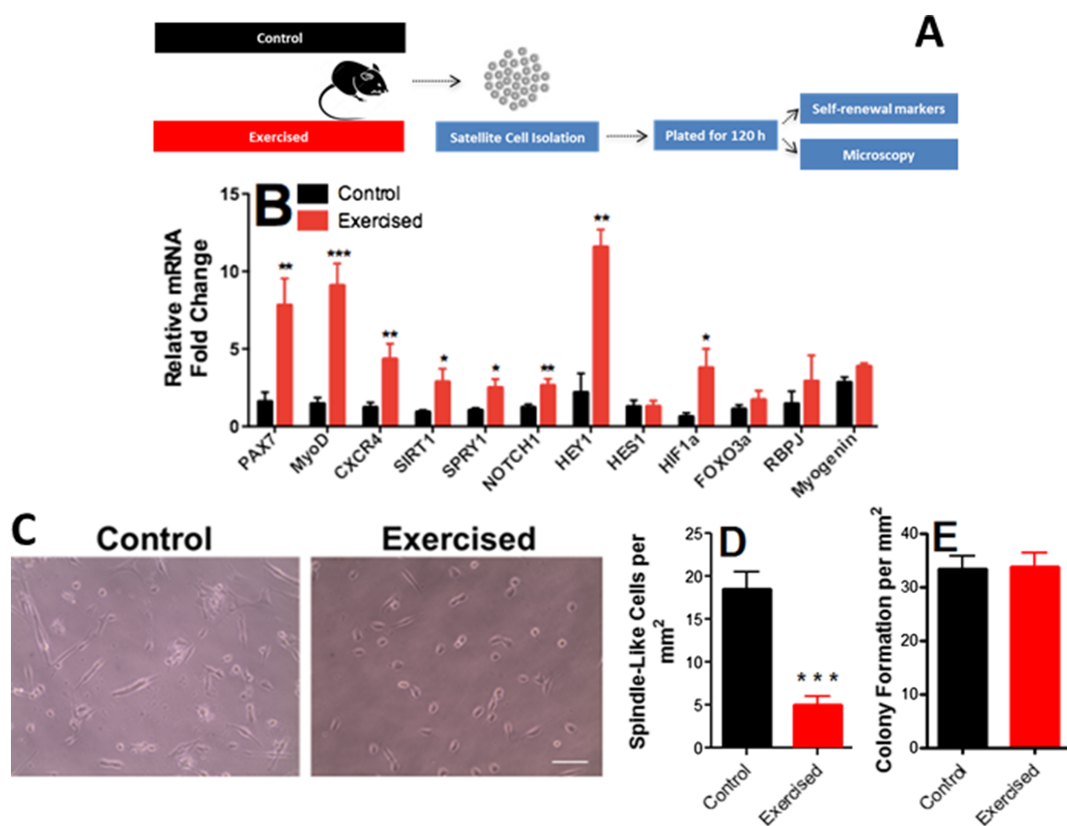 A
Control
Exercised
Satellite Cell Isolation
Plated for 120 h
Self-renewal markers
Microscopy
B
Control
Exercised
Relative mRNA
Fold Change
15
10
5
0
**
***
**
*
*
**
**
*
PAX7
MyoD
CXCR4
SIRT1
SPRY1
NOTCH1
HEY1
HES1
HIF1a
FOXO3a
RBPJ
Myogenin
C
Control
Exercised
D
Spindle-Like Cells per
mm2
25
20
15
10
5
0
***
Control
Exercised
E
Colony Formation per mm2
40
30
20
10
0
Control
Exercised